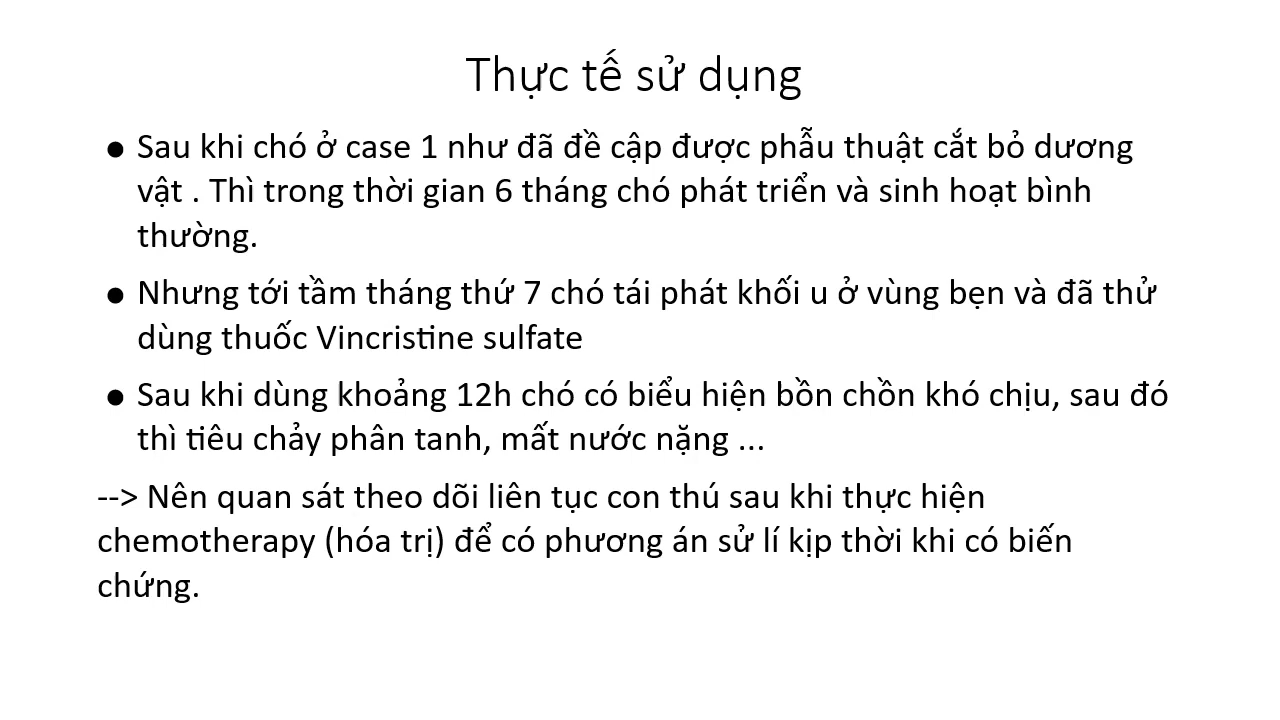 Thực tế sử dụng
● Sau khi chó ở case 1 như đã đề cập được phẫu thuật cắt bỏ dương
vật . Thì trong thời gian 6 tháng chó phát triển và sinh hoạt bình
thường.
● Nhưng tới tầm tháng thứ 7 chó tái phát khối u ở vùng bẹn và đã thử
dùng thuốc Vincristine sulfate
● Sau khi dùng khoảng 12h chó có biểu hiện bồn chồn khó chịu, sau đó
thì tiêu chảy phân tanh, mất nước nặng ...
--> Nên quan sát theo dõi liên tục con thú sau khi thực hiện
chemotherapy (hóa trị) để có phương án sử lí kịp thời khi có biến
chứng.